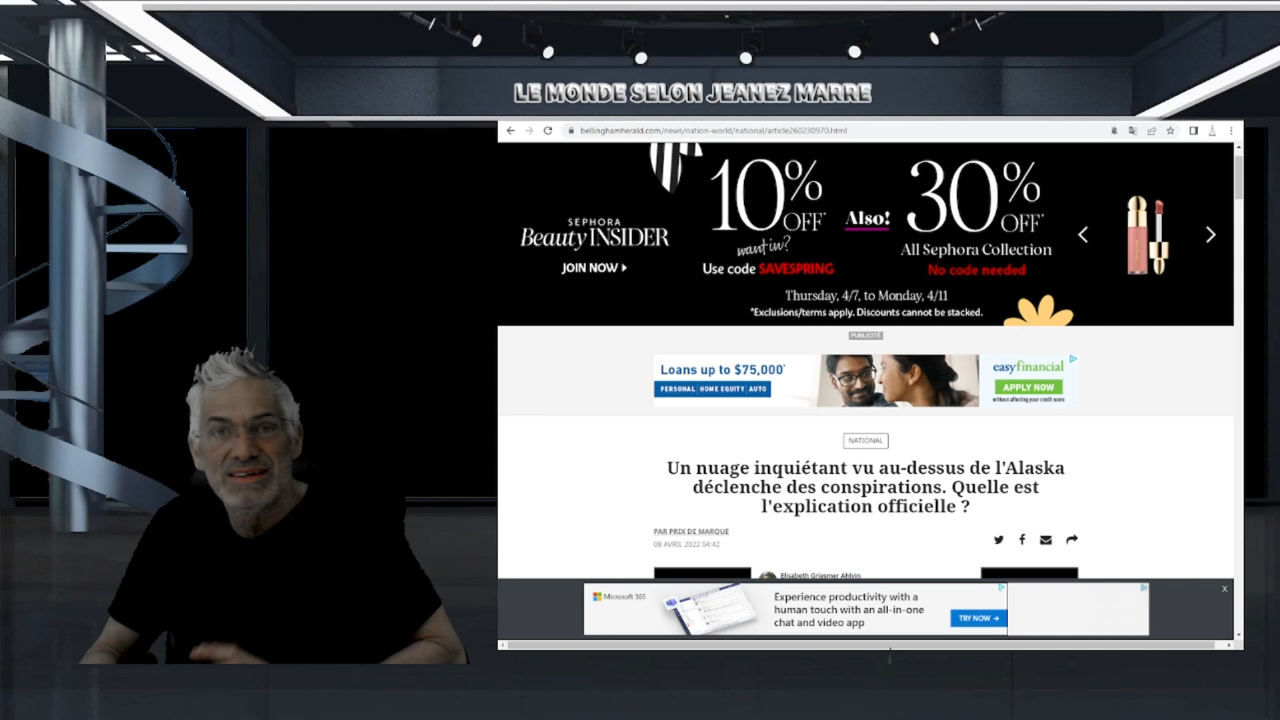 LE MONDE SELON JEANEZ MARRE
bellinghamherald.com/news/nation-world/national/article260230970.html
SEPHORA
Beauty INSIDER
JOIN NOW
10% OFF*
want in?
Use code SAVESPRING
Also!
30% OFF*
All Sephora Collection
No code needed
Thursday, 4/7, to Monday, 4/11
*Exclusions/terms apply. Discounts cannot be stacked.
PUBLICITÉ
Loans up to $75,000*
PERSONAL | HOME EQUITY | AUTO
easyfinancial
APPLY NOW
without affecting your credit score
NATIONAL
Un nuage inquiétant vu au-dessus de l'Alaska
déclenche des conspirations. Quelle est
l'explication officielle ?
PAR PRIX DE MARQUE
08 AVRIL 2022 04:42
Elisabeth Griesmer Ahlvin
Microsoft 365
Experience productivity with a
human touch with an all-in-one
chat and video app
TRY NOW →
X